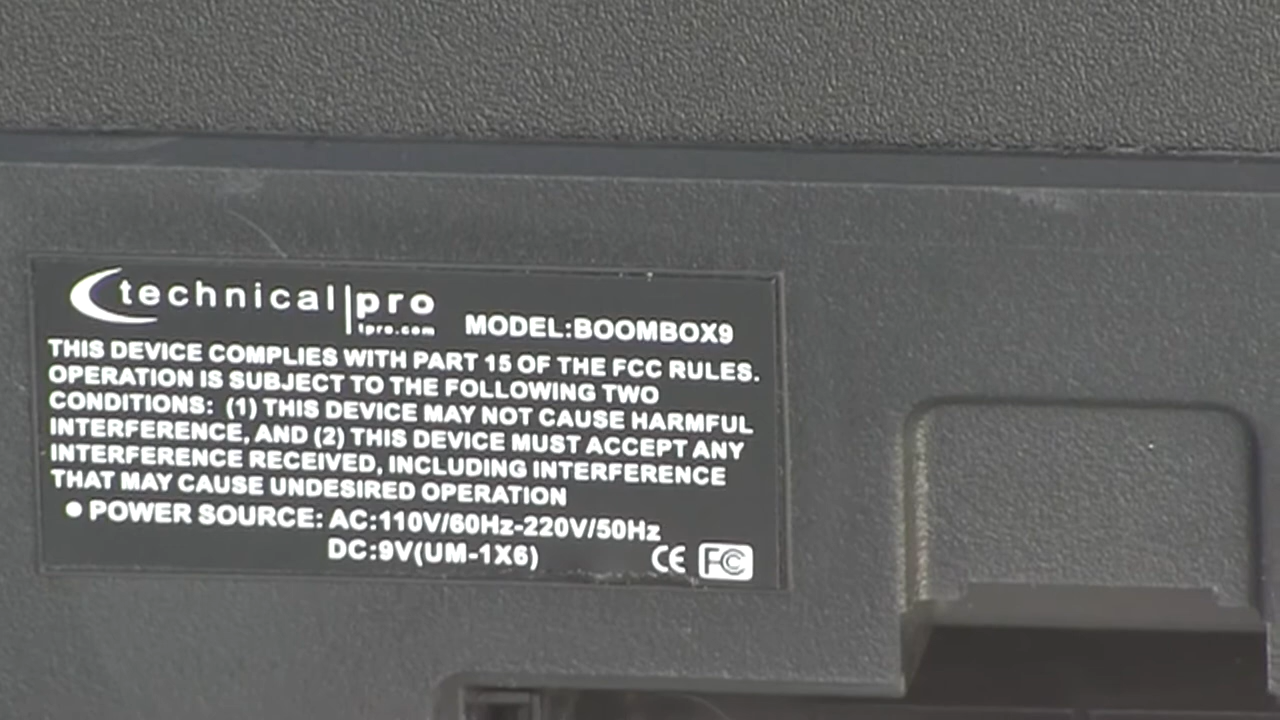 technical|pro
tpro.com
MODEL:BOOMBOX9
THIS DEVICE COMPLIES WITH PART 15 OF THE FCC RULES.
OPERATION IS SUBJECT TO THE FOLLOWING TWO
CONDITIONS: (1) THIS DEVICE MAY NOT CAUSE HARMFUL
INTERFERENCE, AND (2) THIS DEVICE MUST ACCEPT ANY
INTERFERENCE RECEIVED, INCLUDING INTERFERENCE
THAT MAY CAUSE UNDESIRED OPERATION
● POWER SOURCE: AC:110V/60Hz-220V/50Hz
DC:9V(UM-1X6)
CE FC